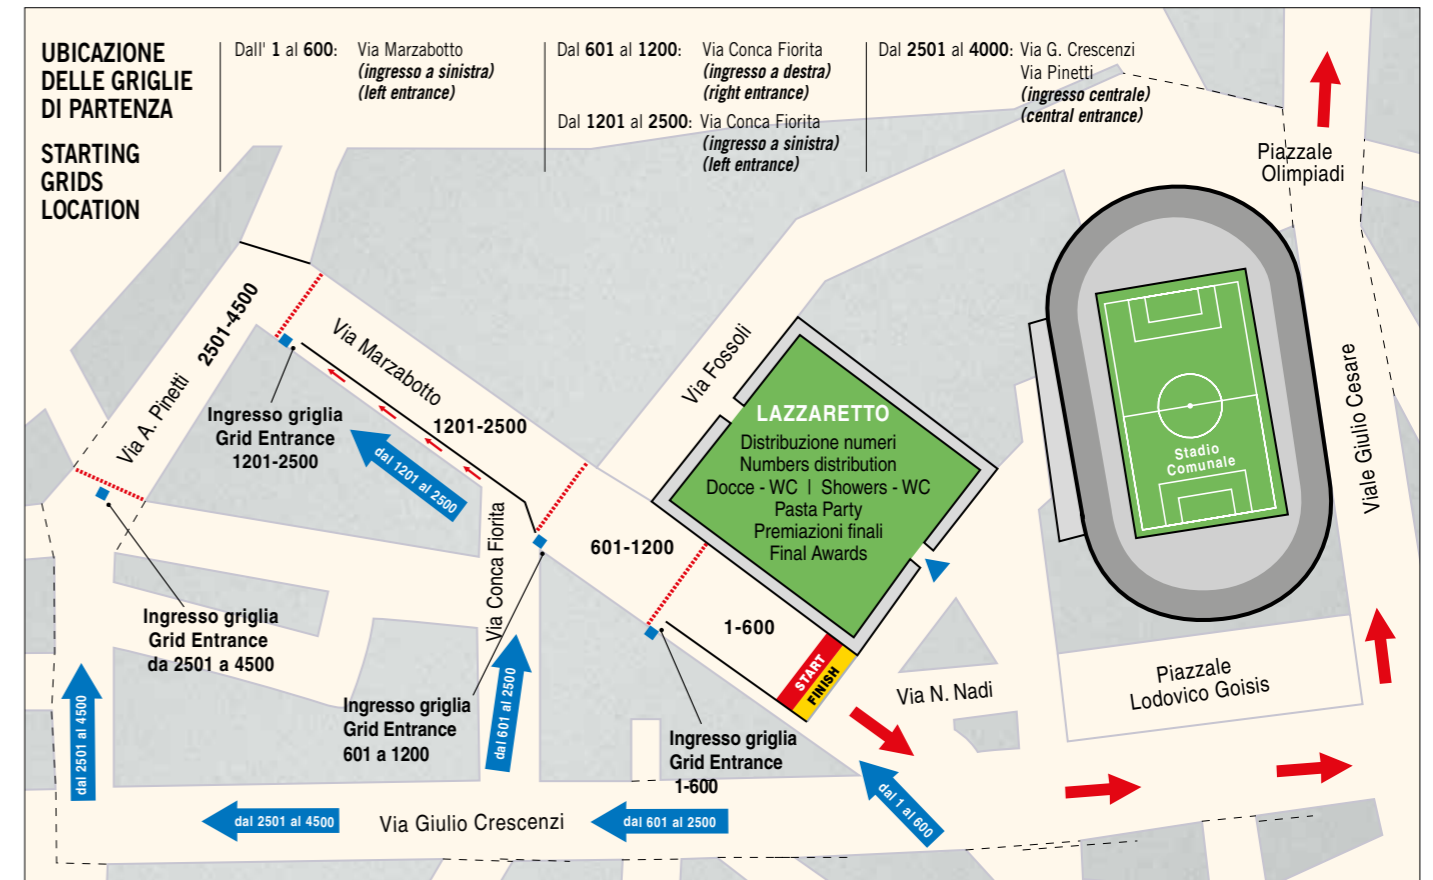 UBICAZIONE
DELLE GRIGLIE
DI PARTENZA
STARTING
GRIDS
LOCATION
Dall' 1 al 600: Via Marzabotto
(ingresso a sinistra)
(left entrance)
Dal 601 al 1200: Via Conca Fiorita
(ingresso a destra)
(right entrance)
Dal 1201 al 2500: Via Conca Fiorita
(ingresso a sinistra)
(left entrance)
Dal 2501 al 4000: Via G. Crescenzi
Via Pinetti
(ingresso centrale)
(central entrance)
Piazzale
Olimpiadi
2501-4500
Via A. Pinetti
Via Marzabotto
1201-2500
Via Fossoli
Ingresso griglia
Grid Entrance
1201-2500
dal 1201 al 2500
LAZZARETTO
Distribuzione numeri
Numbers distribution
Docce - WC | Showers - WC
Pasta Party
Premiazioni finali
Final Awards
Stadio
Comunale
Viale Giulio Cesare
Via Conca Fiorita
601-1200
1-600
START
FINISH
Ingresso griglia
Grid Entrance
da 2501 a 4500
Ingresso griglia
Grid Entrance
601 a 1200
Ingresso griglia
Grid Entrance
1-600
Via N. Nadi
Piazzale
Lodovico Goisis
dal 2501 al 4500
dal 601 al 2500
dal 2501 al 4500
Via Giulio Crescenzi
dal 601 al 2500
dal 1 al 600